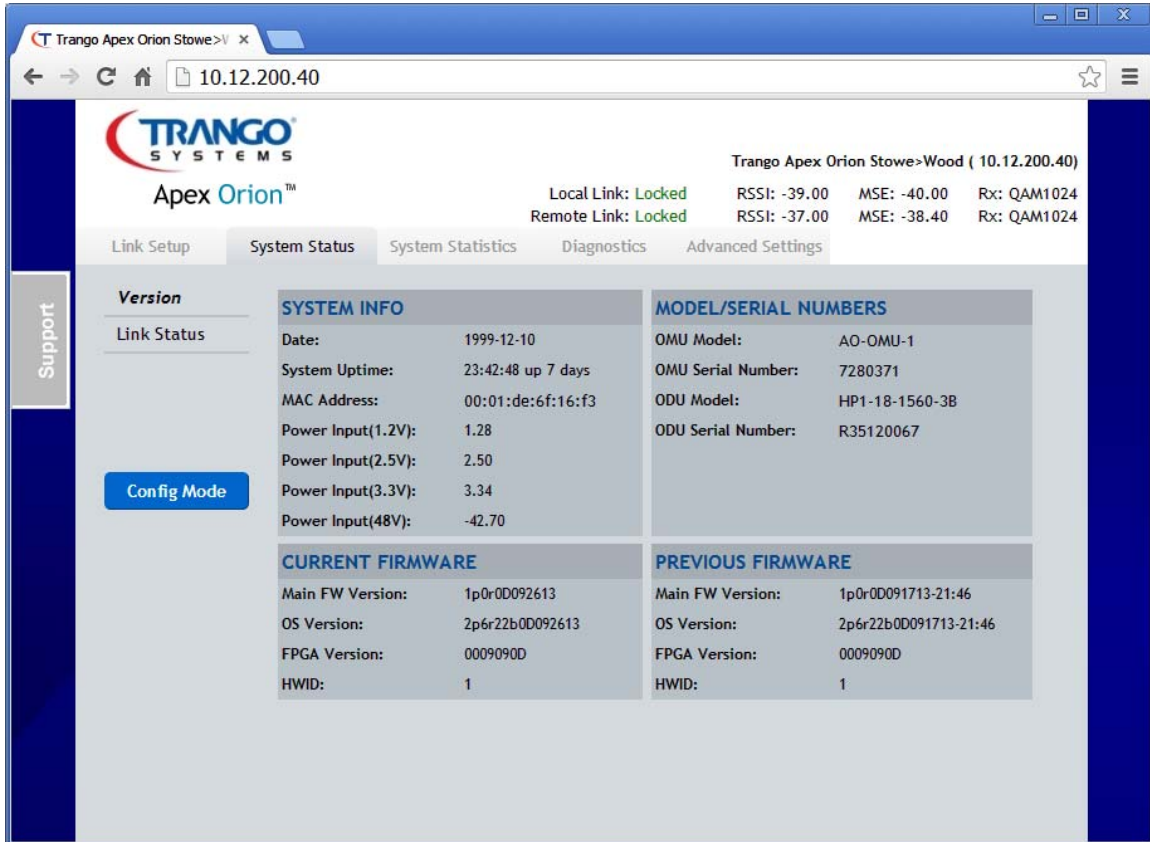 Trango Apex Orion Stowe>V
10.12.200.40
TRANGO
SYSTEMS
Apex Orion™
Trango Apex Orion Stowe>Wood ( 10.12.200.40)
Local Link: Locked RSSI: -39.00 MSE: -40.00 Rx: QAM1024
Remote Link: Locked RSSI: -37.00 MSE: -38.40 Rx: QAM1024
Link Setup System Status System Statistics Diagnostics Advanced Settings
Support
Version
Link Status
Config Mode
SYSTEM INFO
Date: 1999-12-10
System Uptime: 23:42:48 up 7 days
MAC Address: 00:01:de:6f:16:f3
Power Input(1.2V): 1.28
Power Input(2.5V): 2.50
Power Input(3.3V): 3.34
Power Input(48V): -42.70
MODEL/SERIAL NUMBERS
OMU Model: AO-OMU-1
OMU Serial Number: 7280371
ODU Model: HP1-18-1560-3B
ODU Serial Number: R35120067
CURRENT FIRMWARE
Main FW Version: 1p0r0D092613
OS Version: 2p6r22b0D092613
FPGA Version: 0009090D
HWID: 1
PREVIOUS FIRMWARE
Main FW Version: 1p0r0D091713-21:46
OS Version: 2p6r22b0D091713-21:46
FPGA Version: 0009090D
HWID: 1